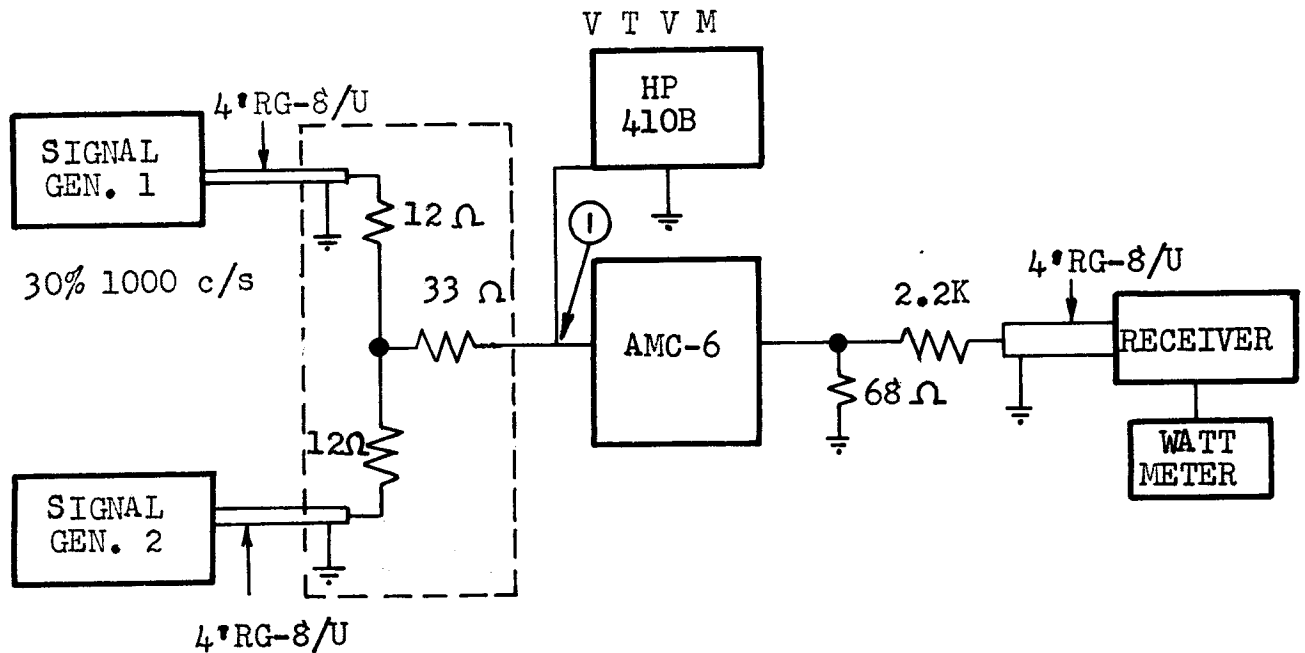 V T V M
HP
410B
4'RG-8/U
SIGNAL
GEN. 1
30% 1000 c/s
12 Ω
33 Ω
1
AMC-6
2.2K
4'RG-8/U
RECEIVER
68 Ω
WATT
METER
12Ω
SIGNAL
GEN. 2
4'RG-8/U